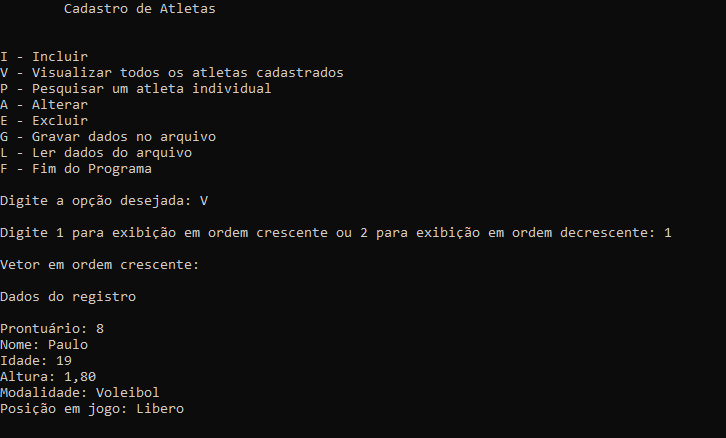 Cadastro de Atletas
I - Incluir
V - Visualizar todos os atletas cadastrados
P - Pesquisar um atleta individual
A - Alterar
E - Excluir
G - Gravar dados no arquivo
L - Ler dados do arquivo
F - Fim do Programa
Digite a opção desejada: V
Digite 1 para exibição em ordem crescente ou 2 para exibição em ordem decrescente: 1
Vetor em ordem crescente:
Dados do registro
Prontuário: 8
Nome: Paulo
Idade: 19
Altura: 1,80
Modalidade: Voleibol
Posição em jogo: Libero